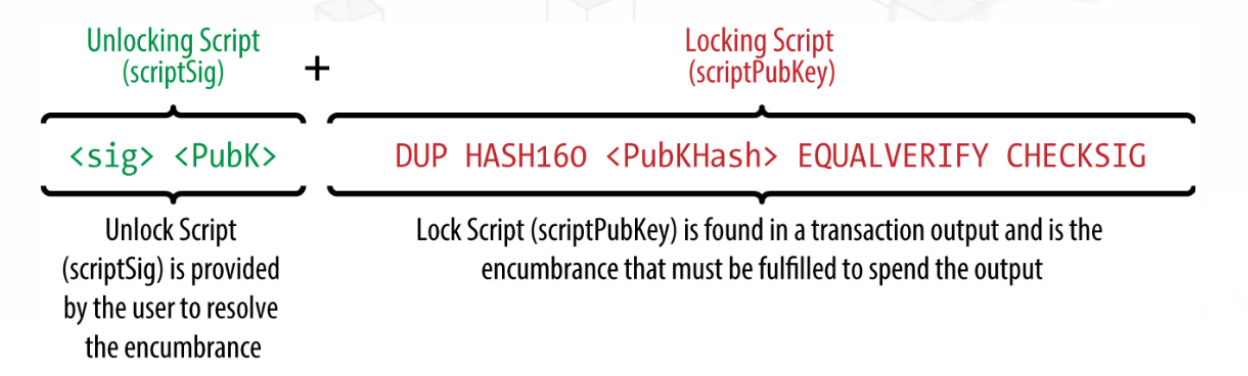 Unlocking Script
(scriptSig)
+
Locking Script
(scriptPubKey)
<sig> <PubK>
DUP HASH160 <PubKHash> EQUALVERIFY CHECKSIG
Unlock Script
(scriptSig) is provided
by the user to resolve
the encumbrance
Lock Script (scriptPubKey) is found in a transaction output and is the
encumbrance that must be fulfilled to spend the output